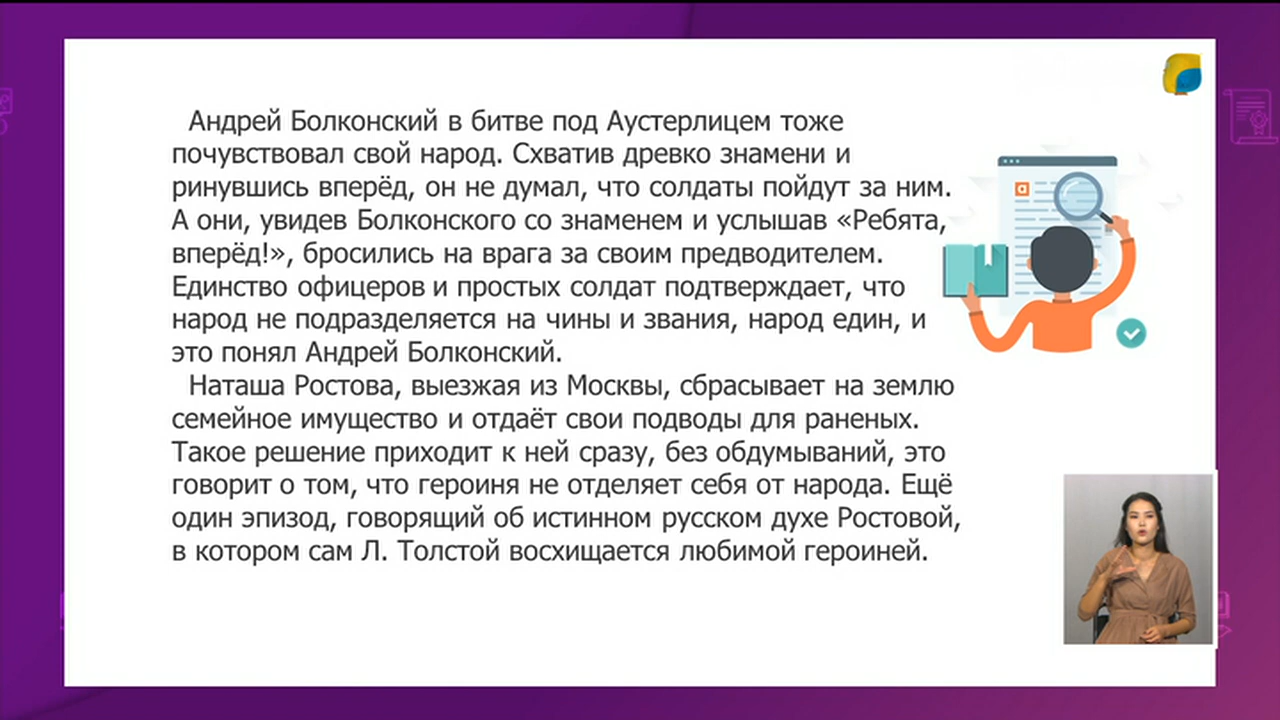 Андрей Болконский в битве под Аустерлицем тоже
почувствовал свой народ. Схватив древко знамени и
ринувшись вперёд, он не думал, что солдаты пойдут за ним.
А они, увидев Болконского со знаменем и услышав «Ребята,
вперёд!», бросились на врага за своим предводителем.
Единство офицеров и простых солдат подтверждает, что
народ не подразделяется на чины и звания, народ един, и
это понял Андрей Болконский.
Наташа Ростова, выезжая из Москвы, сбрасывает на землю
семейное имущество и отдаёт свои подводы для раненых.
Такое решение приходит к ней сразу, без обдумываний, это
говорит о том, что героиня не отделяет себя от народа. Ещё
один эпизод, говорящий об истинном русском духе Ростовой,
в котором сам Л. Толстой восхищается любимой героиней.
a